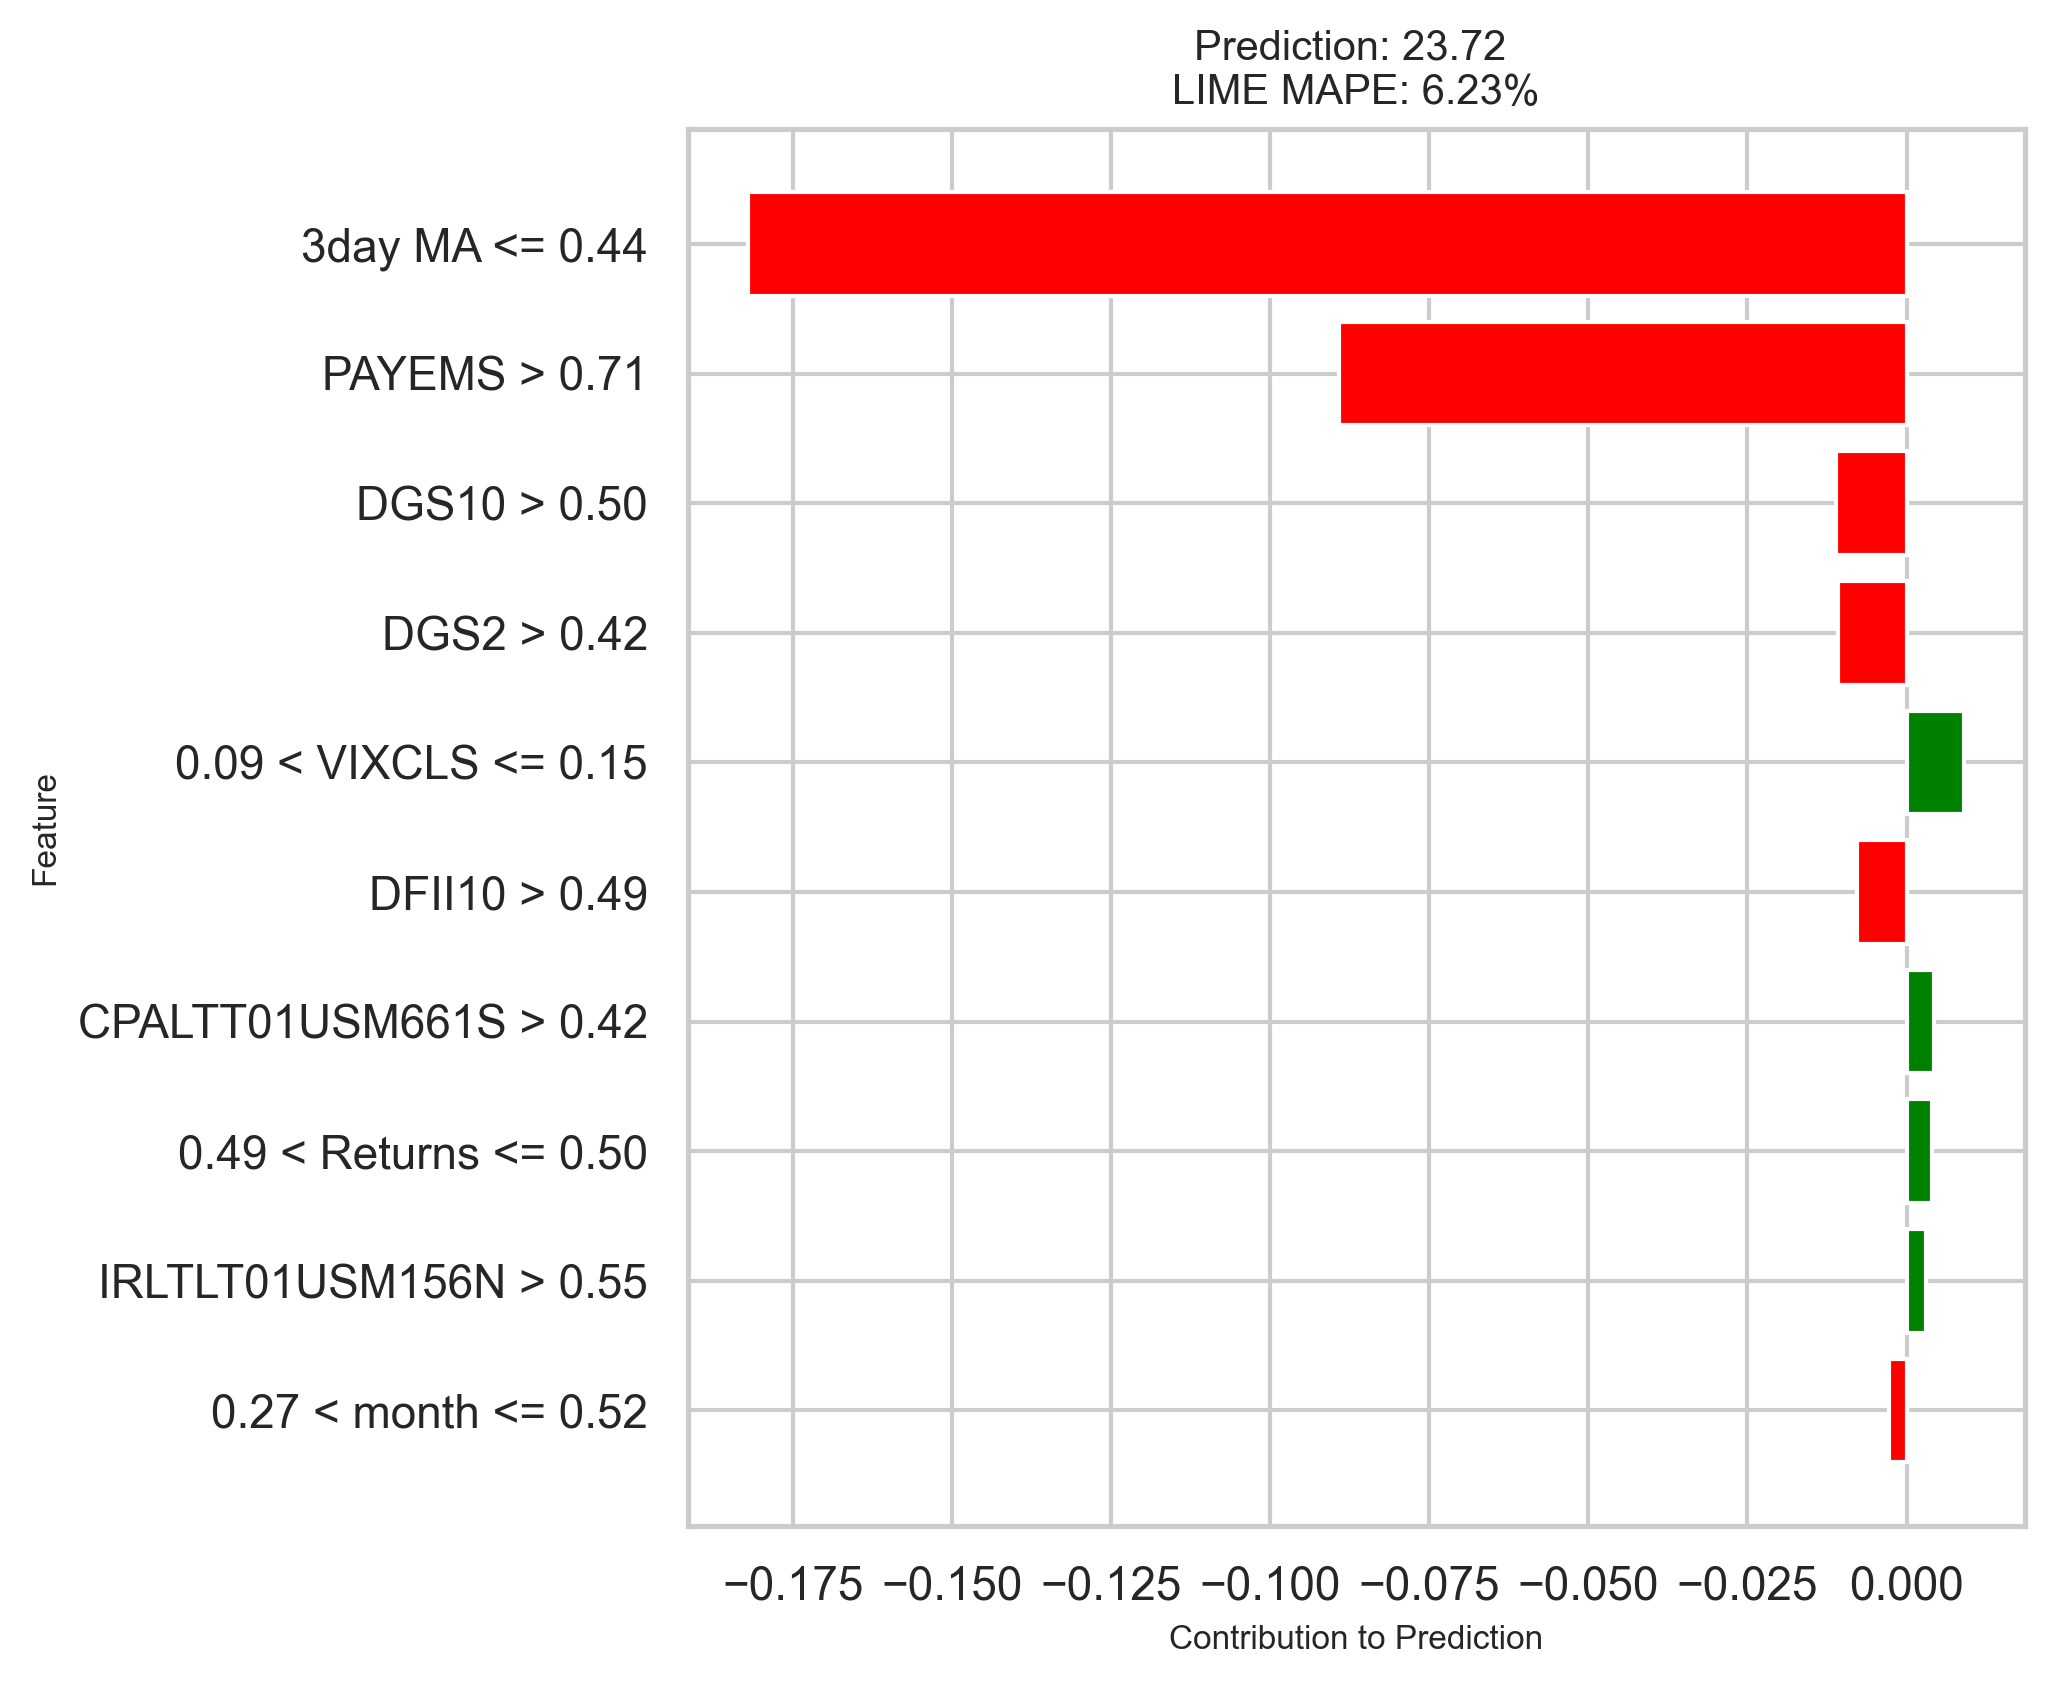 Prediction: 23.72
LIME MAPE: 6.23%
3day MA <= 0.44
PAYEMS > 0.71
DGS10 > 0.50
DGS2 > 0.42
0.09 < VIXCLS <= 0.15
DFII10 > 0.49
CPALTT01USM661S > 0.42
0.49 < Returns <= 0.50
IRLTLT01USM156N > 0.55
0.27 < month <= 0.52
Feature
−0.175 −0.150 −0.125 −0.100 −0.075 −0.050 −0.025 0.000
Contribution to Prediction